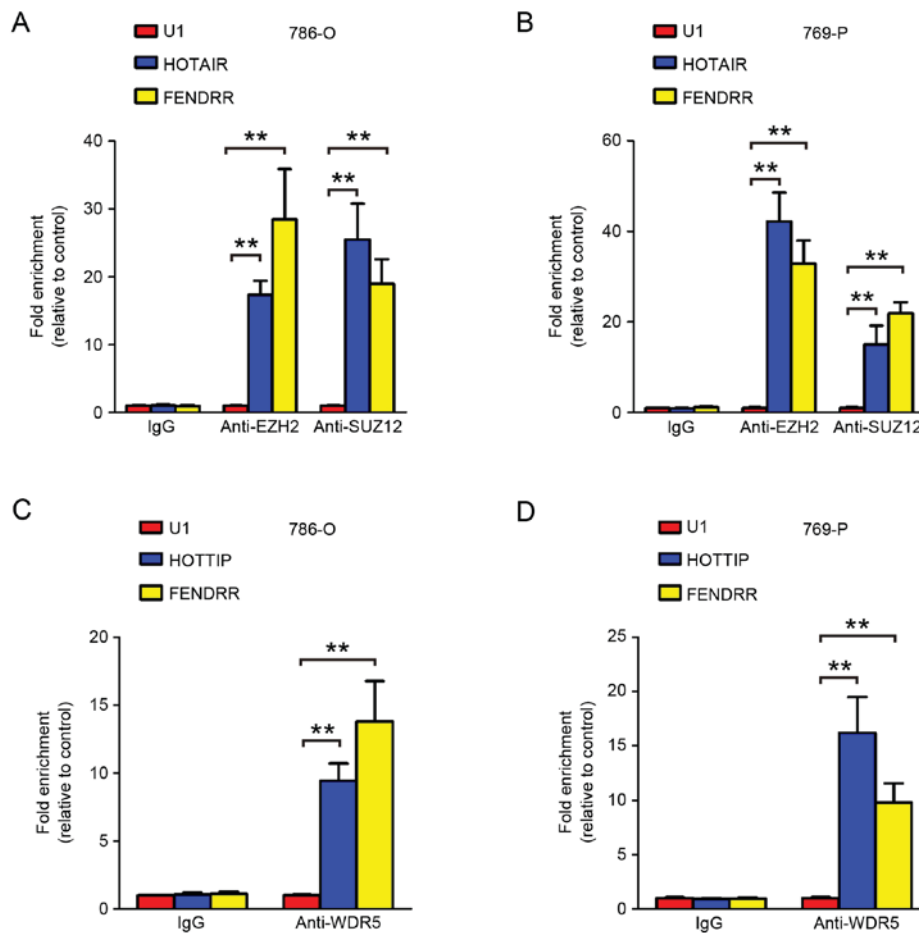 A
786-O
U1
HOTAIR
FENDRR
Fold enrichment
(relative to control)
40
30
20
10
0
**
**
**
**
IgG
Anti-EZH2
Anti-SUZ12
B
769-P
U1
HOTAIR
FENDRR
Fold enrichment
(relative to control)
60
40
20
0
**
**
**
**
IgG
Anti-EZH2
Anti-SUZ12
C
786-O
U1
HOTTIP
FENDRR
Fold enrichment
(relative to control)
20
15
10
5
0
**
**
IgG
Anti-WDR5
D
769-P
U1
HOTTIP
FENDRR
Fold enrichment
(relative to control)
25
20
15
10
5
0
**
**
IgG
Anti-WDR5